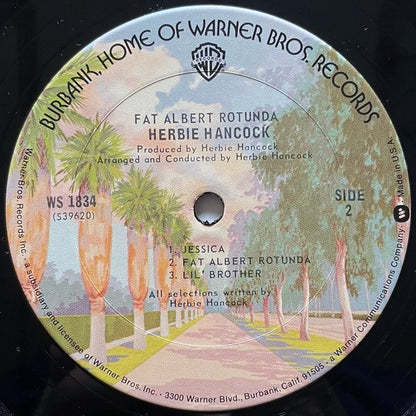 BURBANK, HOME OF WARNER BROS. RECORDS
FAT ALBERT ROTUNDA
HERBIE HANCOCK
Produced by Herbie Hancock
Arranged and Conducted by Herbie Hancock
WS 1834
(S39620)
SIDE
2
1. JESSICA
2. FAT ALBERT ROTUNDA
3. LIL' BROTHER
All selections written by
Herbie Hancock
Warner Bros. Records Inc. • a subsidiary and licensee of Warner Bros. Inc. • 3300 Warner Blvd., Burbank, Calif. 91505 • a Warner Communications Company •
Made in U.S.A.